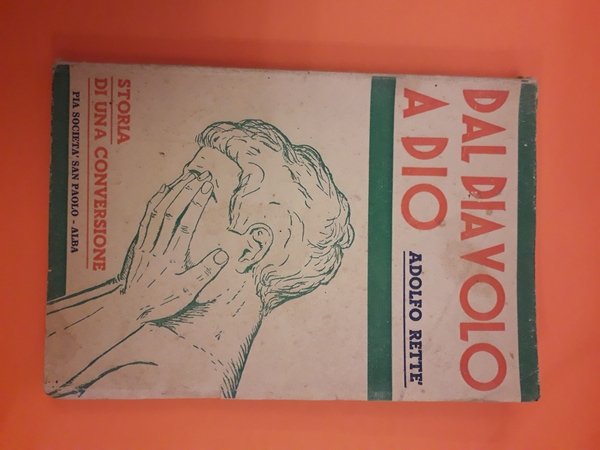 DAL DIAVOLO
A DIO
ADOLFO RETTE'
STORIA
DI UNA CONVERSIONE
PIA SOCIETA' SAN PAOLO - ALBA